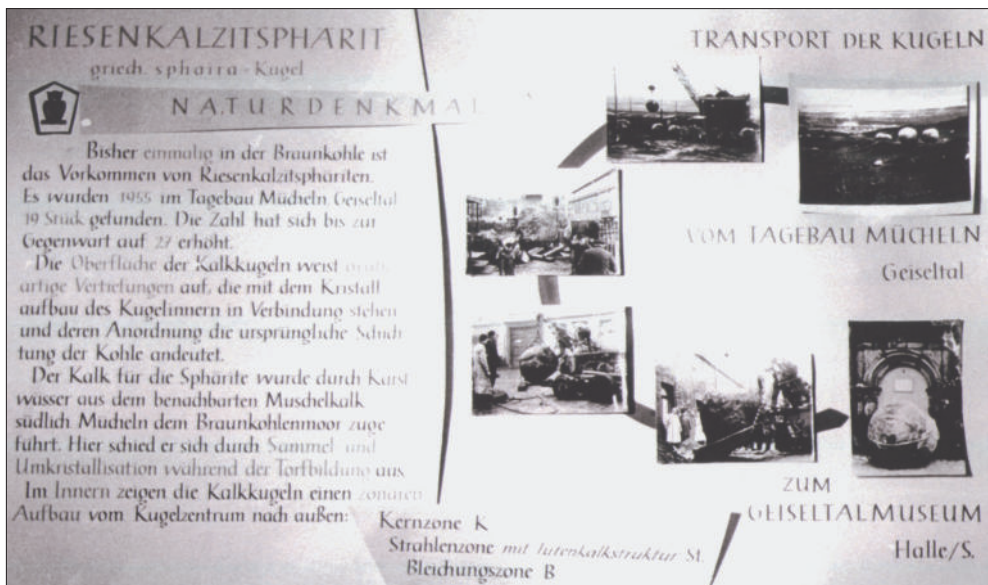 RIESENKALZITSPHÄRIT
griech. sphaira - Kugel
NATURDENKMAL
Bisher einmalig in der Braunkohle ist
das Vorkommen von Riesenkalzitsphäriten.
Es wurden 1955 im Tagebau Mücheln, Geiseltal
19 Stück gefunden. Die Zahl hat sich bis zur
Gegenwart auf 27 erhöht.
Die Oberfläche der Kalkkugeln weist
artige Vertiefungen auf, die mit dem Kristall
aufbau des Kugelinnern in Verbindung stehen
und deren Anordnung die ursprüngliche Schich
tung der Kohle andeutet.
Der Kalk für die Sphärite wurde durch Karst
wasser aus dem benachbarten Muschelkalk
südlich Mücheln dem Braunkohlenmoor zuge
führt. Hier schied er sich durch Sammel und
Umkristallisation während der Torfbildung aus
Im Innern zeigen die Kalkkugeln einen zonaren
Aufbau vom Kugelzentrum nach außen:
Kernzone K
Strahlenzone mit tutenkalkstruktur St.
Bleichungszone B
TRANSPORT DER KUGELN
VOM TAGEBAU MÜCHELN
Geiseltal
ZUM
GEISELTALMUSEUM
Halle/S.